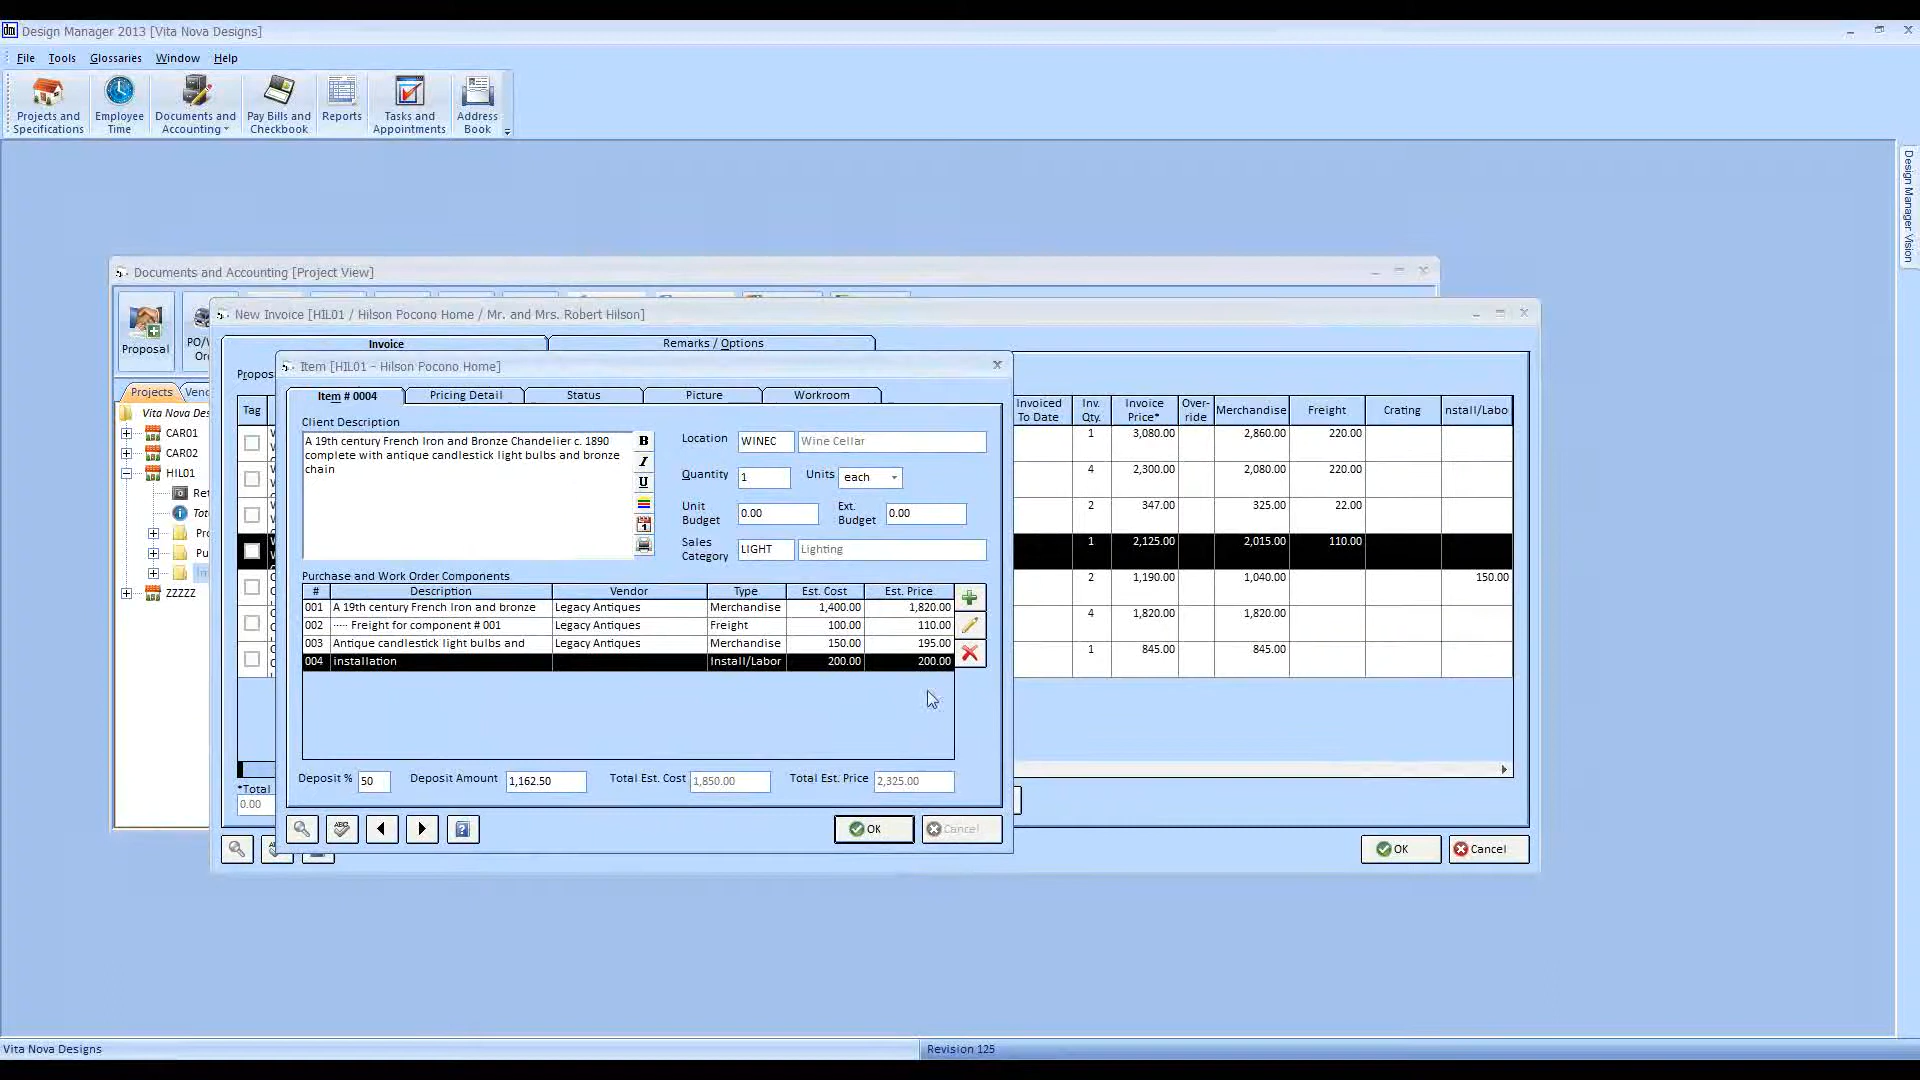 Design Manager 2013 [Vita Nova Designs]
File Tools Glossaries Window Help
Projects and Specifications
Employee Time
Documents and Accounting
Pay Bills and Checkbook
Reports
Tasks and Appointments
Address Book
Design Manager Vision
Documents and Accounting [Project View]
Proposal
New Invoice [HIL01 / Hilson Pocono Home / Mr. and Mrs. Robert Hilson]
Invoice Remarks / Options
Projects
Vita Nova
CAR01
CAR02
HIL01
ZZZZZ
Tag
*Total
0.00
Item [HIL01 - Hilson Pocono Home]
Item # 0004 Pricing Detail Status Picture Workroom
Client Description
A 19th century French Iron and Bronze Chandelier c. 1890
complete with antique candlestick light bulbs and bronze
chain
B
I
U
Location WINEC Wine Cellar
Quantity 1 Units each
Unit Budget 0.00 Ext. Budget 0.00
Sales Category LIGHT Lighting
Purchase and Work Order Components
# Description Vendor Type Est. Cost Est. Price
001 A 19th century French Iron and bronze Legacy Antiques Merchandise 1,400.00 1,820.00
002 ····· Freight for component # 001 Legacy Antiques Freight 100.00 110.00
003 Antique candlestick light bulbs and Legacy Antiques Merchandise 150.00 195.00
004 installation Install/Labor 200.00 200.00
Deposit % 50 Deposit Amount 1,162.50 Total Est. Cost 1,850.00 Total Est. Price 2,325.00
OK Cancel
Invoiced To Date Inv. Qty. Invoice Price* Over-ride Merchandise Freight Crating nstall/Labo
1 3,080.00 2,860.00 220.00
4 2,300.00 2,080.00 220.00
2 347.00 325.00 22.00
1 2,125.00 2,015.00 110.00
2 1,190.00 1,040.00 150.00
4 1,820.00 1,820.00
1 845.00 845.00
OK Cancel
Vita Nova Designs
Revision 125